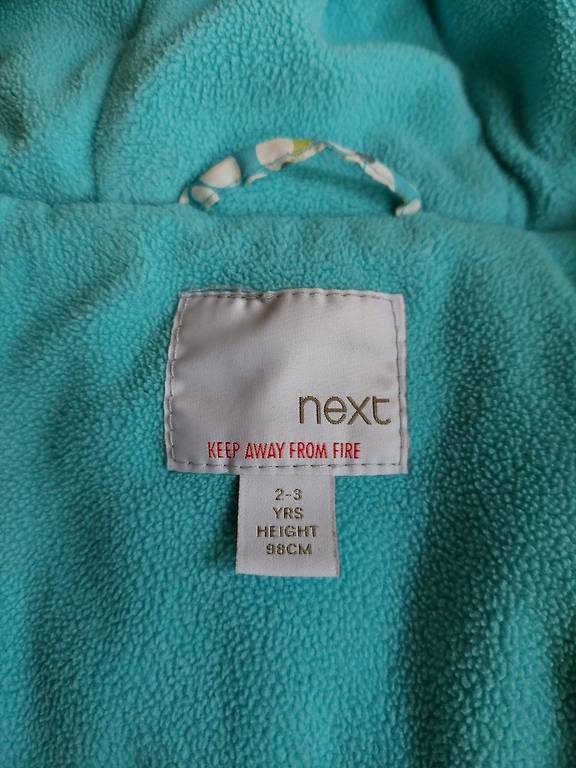 next
KEEP AWAY FROM FIRE
2-3
YRS
HEIGHT
98CM